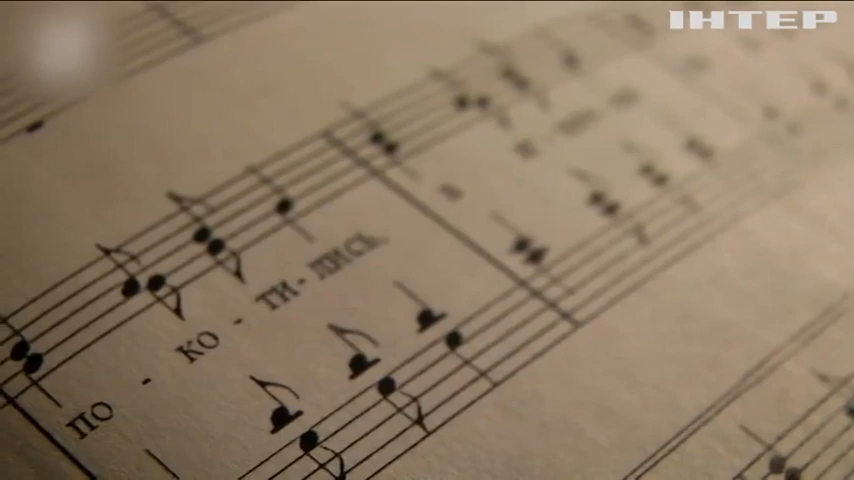 ІНТЕР
ПО - КО - ТИ - ЛИСЬ,